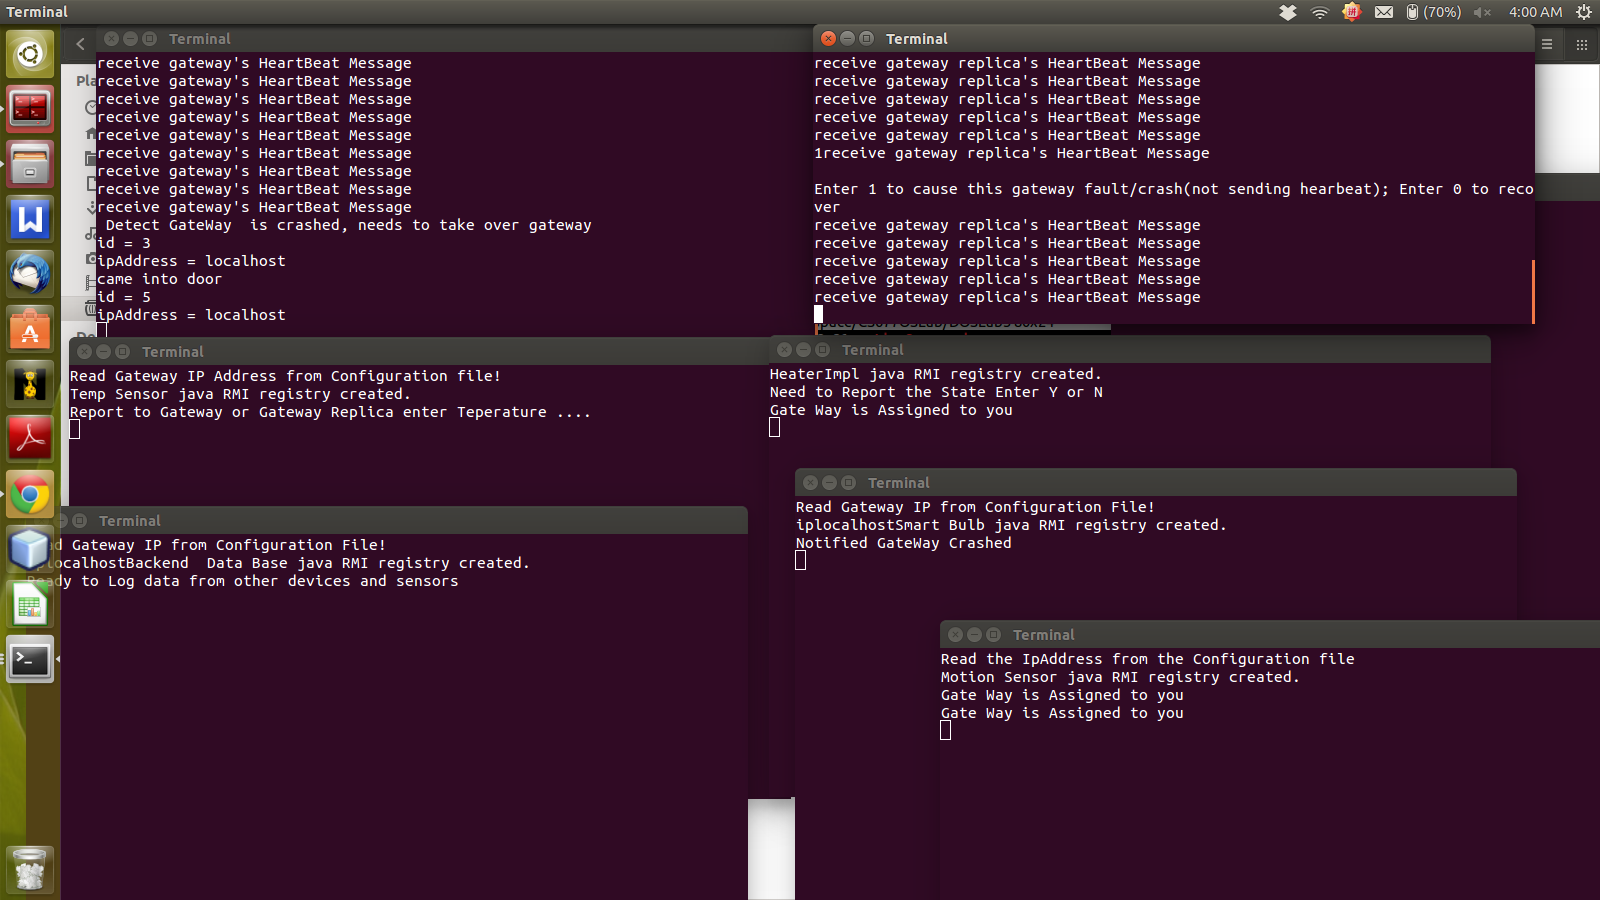 Terminal
(70%)
4:00 AM
Terminal
receive gateway's HeartBeat Message
receive gateway's HeartBeat Message
receive gateway's HeartBeat Message
receive gateway's HeartBeat Message
receive gateway's HeartBeat Message
receive gateway's HeartBeat Message
receive gateway's HeartBeat Message
receive gateway's HeartBeat Message
receive gateway's HeartBeat Message
Detect GateWay  is crashed, needs to take over gateway
id = 3
ipAddress = localhost
came into door
id = 5
ipAddress = localhost
Terminal
receive gateway replica's HeartBeat Message
receive gateway replica's HeartBeat Message
receive gateway replica's HeartBeat Message
receive gateway replica's HeartBeat Message
receive gateway replica's HeartBeat Message
1receive gateway replica's HeartBeat Message
Enter 1 to cause this gateway fault/crash(not sending hearbeat); Enter 0 to reco
ver
receive gateway replica's HeartBeat Message
receive gateway replica's HeartBeat Message
receive gateway replica's HeartBeat Message
receive gateway replica's HeartBeat Message
receive gateway replica's HeartBeat Message
Terminal
Read Gateway IP Address from Configuration file!
Temp Sensor java RMI registry created.
Report to Gateway or Gateway Replica enter Teperature ....
Terminal
HeaterImpl java RMI registry created.
Need to Report the State Enter Y or N
Gate Way is Assigned to you
Terminal
Read Gateway IP from Configuration File!
iplocalhostSmart Bulb java RMI registry created.
Notified GateWay Crashed
Terminal
Gateway IP from Configuration File!
localhostBackend  Data Base java RMI registry created.
Ready to Log data from other devices and sensors
Terminal
Read the IpAddress from the Configuration file
Motion Sensor java RMI registry created.
Gate Way is Assigned to you
Gate Way is Assigned to you